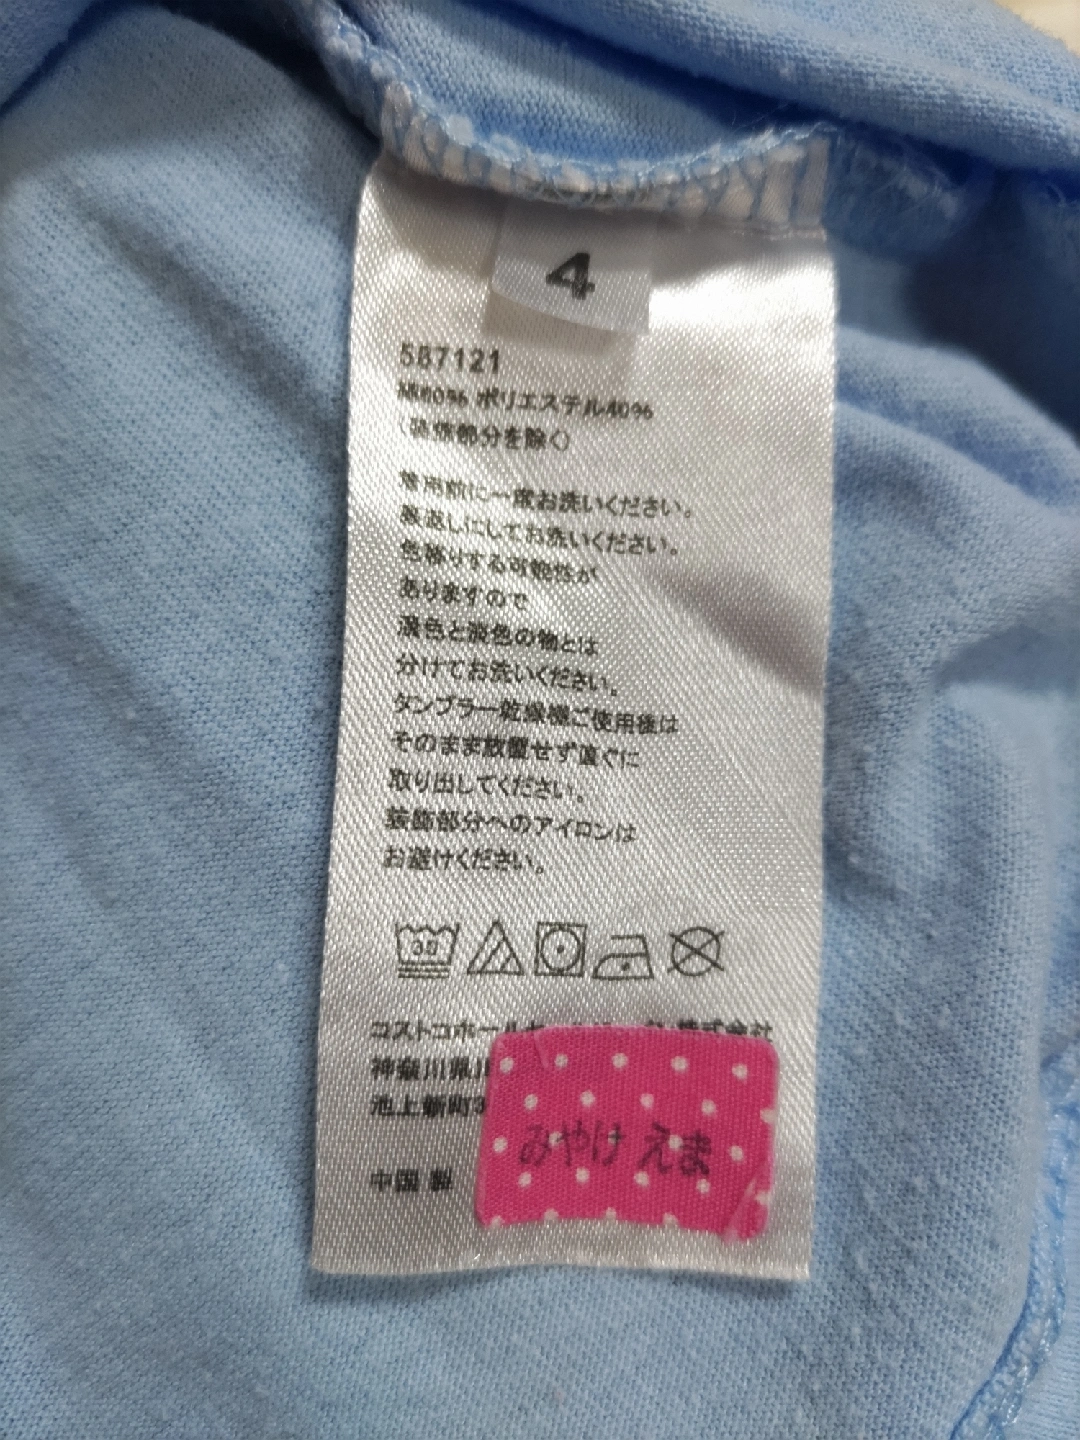 4
587121
綿60% ポリエステル40%
(装飾部分を除く)
着用前に一度お洗いください。
裏返しにしてお洗いください。
色移りする可能性が
ありますので
濃色と淡色の物とは
分けてお洗いください。
タンブラー乾燥機ご使用後は
そのまま放置せず直ぐに
取り出してください。
装飾部分へのアイロンは
お避けください。
30
コストコホールセ 株式会社
神奈川県川
池上新町3
みやけ えま
中国 製